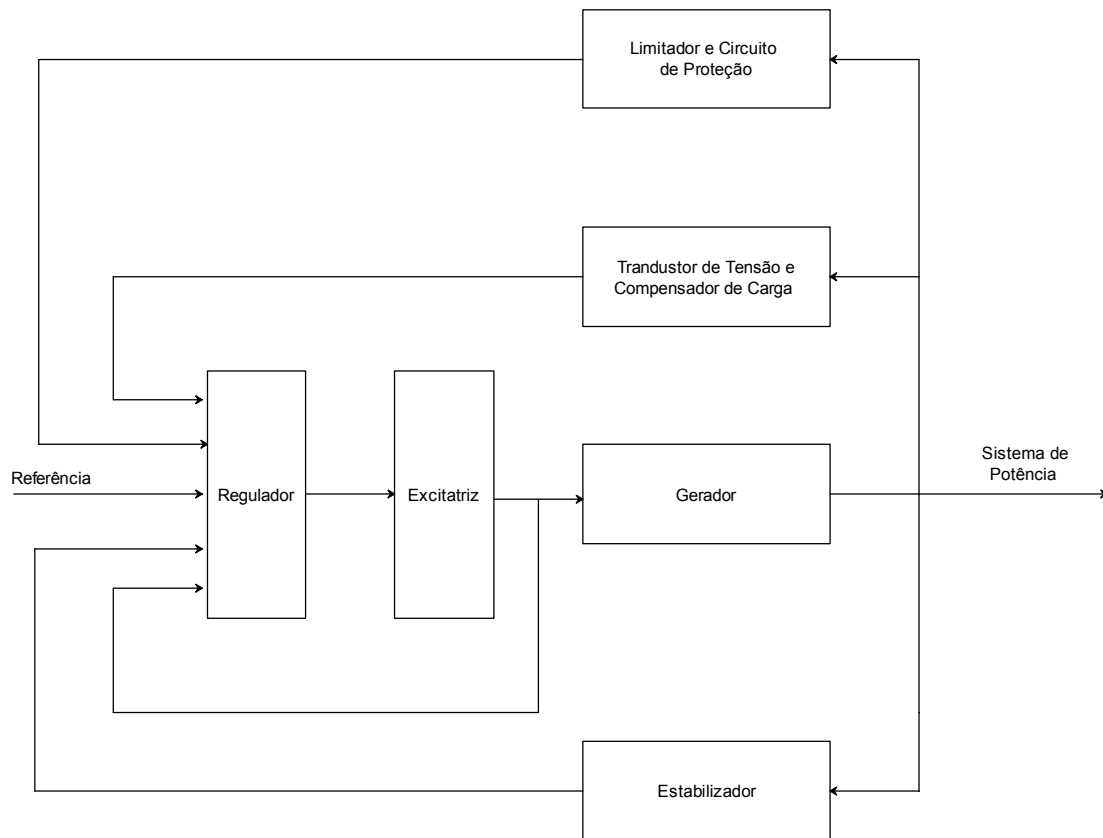 Limitador e Circuito
de Proteção
Trandustor de Tensão e
Compensador de Carga
Referência
Regulador
Excitatriz
Gerador
Sistema de
Potência
Estabilizador